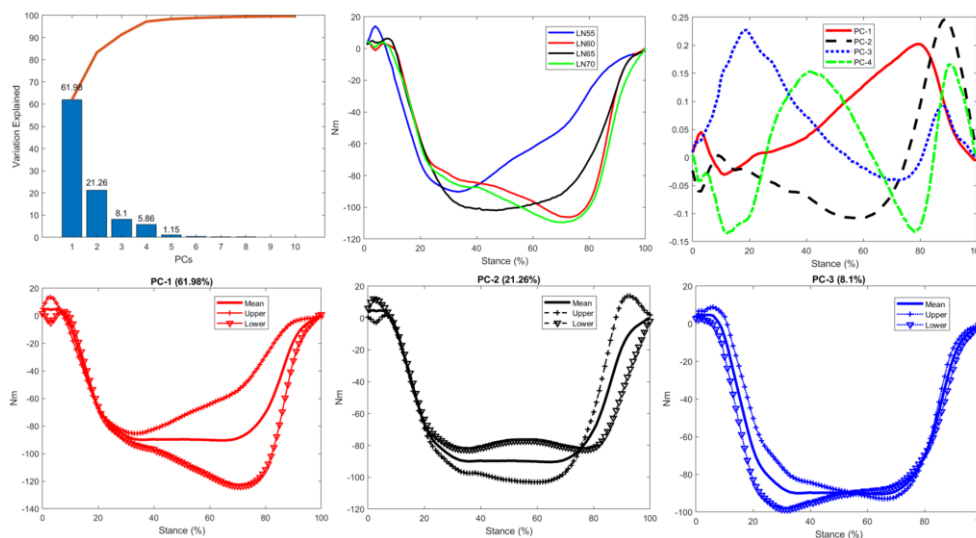 100
90
80
70
60
50
40
30
20
10
0
61.98
21.26
8.1
5.86
1.15
1 2 3 4 5 6 7 8 9 10
PCs
Variation Explained
20
0
-20
-40
-60
-80
-100
-120
0 20 40 60 80 100
Stance (%)
Nm
LN55
LN60
LN65
LN70
0.25
0.2
0.15
0.1
0.05
0
-0.05
-0.1
-0.15
0 20 40 60 80 100
Stance (%)
PC-1
PC-2
PC-3
PC-4
PC-1 (61.98%)
20
0
-20
-40
-60
-80
-100
-120
-140
0 20 40 60 80 100
Stance (%)
Nm
Mean
Upper
Lower
PC-2 (21.26%)
20
0
-20
-40
-60
-80
-100
-120
0 20 40 60 80 100
Stance (%)
Nm
Mean
Upper
Lower
PC-3 (8.1%)
20
0
-20
-40
-60
-80
-100
0 20 40 60 80 100
Stance (%)
Nm
Mean
Upper
Lower